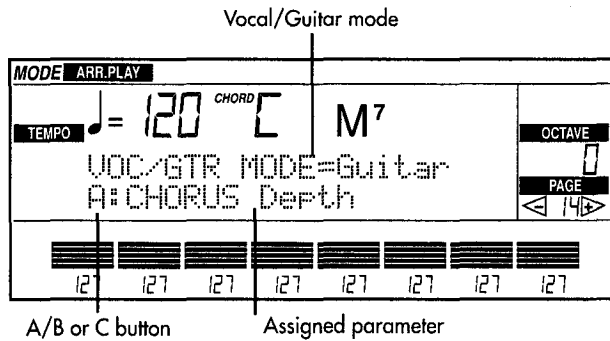 Vocal/Guitar mode
MODE ARR.PLAY
TEMPO ♩= 120 CHORD C M7
OCTAVE
0
VOC/GTR MODE=Guitar
PAGE
A:CHORUS Depth
- 14 +
127 127 127 127 127 127 127 127
A/B or C button Assigned parameter